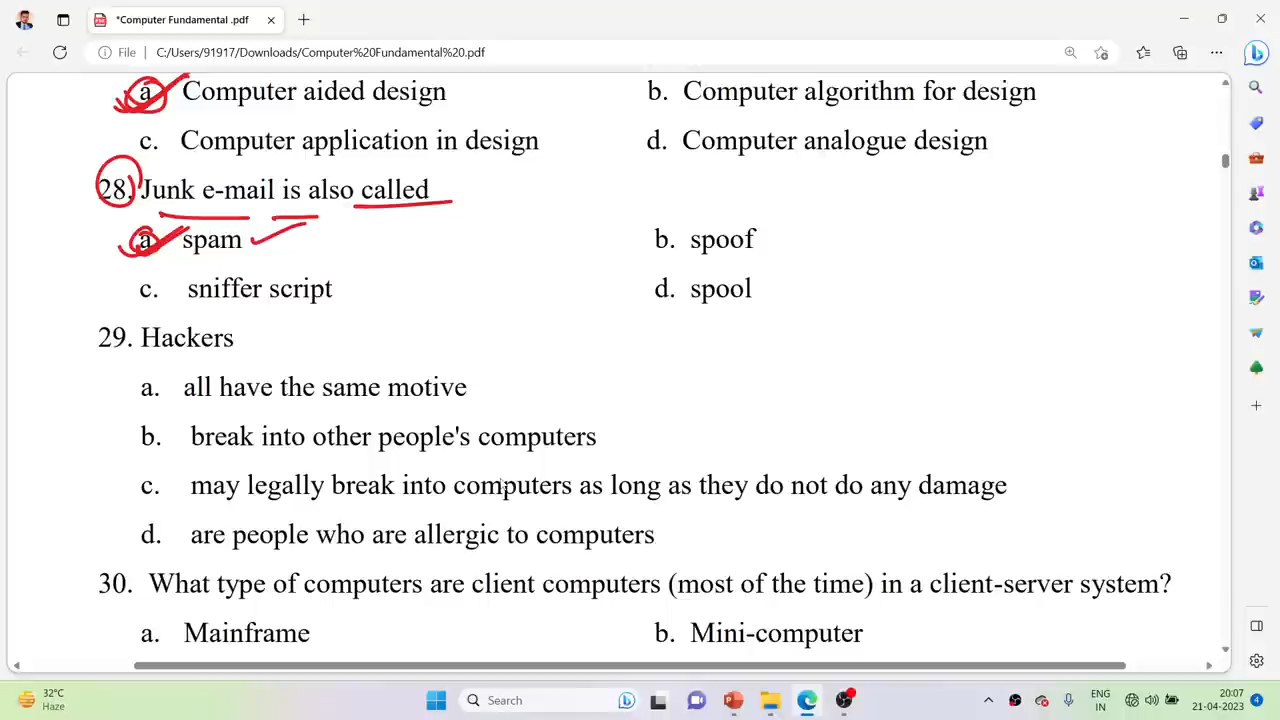 *Computer Fundamental .pdf
File
C:/Users/91917/Downloads/Computer%20Fundamental%20.pdf
a. Computer aided design b. Computer algorithm for design
c. Computer application in design d. Computer analogue design
28. Junk e-mail is also called
a. spam b. spoof
c. sniffer script d. spool
29. Hackers
a. all have the same motive
b. break into other people's computers
c. may legally break into computers as long as they do not do any damage
d. are people who are allergic to computers
30. What type of computers are client computers (most of the time) in a client-server system?
a. Mainframe b. Mini-computer
32°C
Haze
Search
ENG
IN
20:07
21-04-2023
4